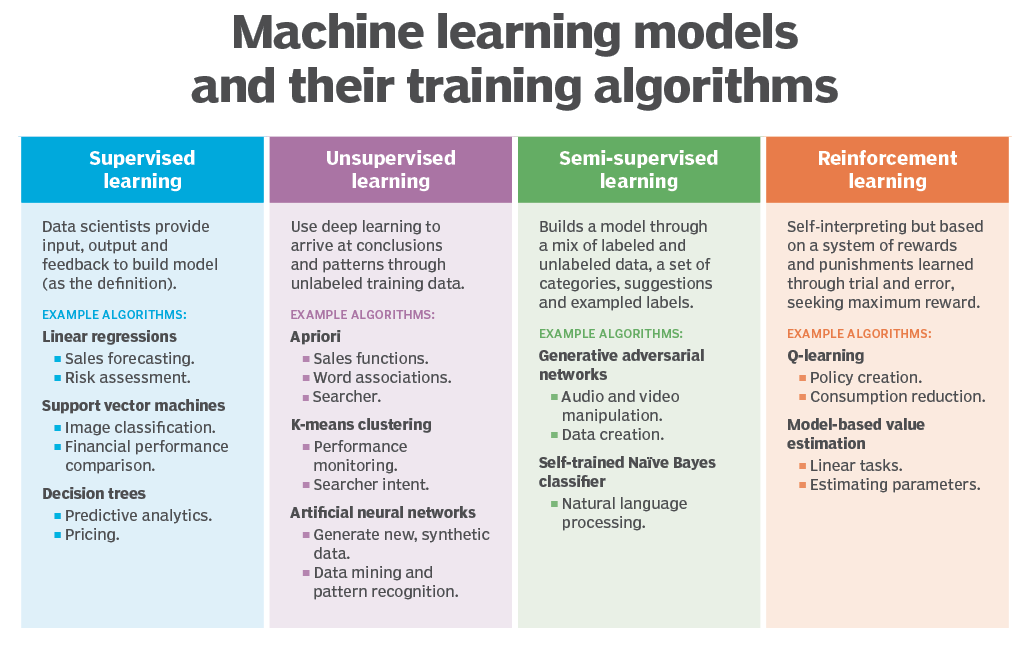 Machine learning models
and their training algorithms
Supervised
learning
Data scientists provide
input, output and
feedback to build model
(as the definition).
EXAMPLE ALGORITHMS:
Linear regressions
Sales forecasting.
Risk assessment.
Support vector machines
Image classification.
Financial performance
comparison.
Decision trees
Predictive analytics.
Pricing.
Unsupervised
learning
Use deep learning to
arrive at conclusions
and patterns through
unlabeled training data.
EXAMPLE ALGORITHMS:
Apriori
Sales functions.
Word associations.
Searcher.
K-means clustering
Performance
monitoring.
Searcher intent.
Artificial neural networks
Generate new, synthetic
data.
Data mining and
pattern recognition.
Semi-supervised
learning
Builds a model through
a mix of labeled and
unlabeled data, a set of
categories, suggestions
and exampled labels.
EXAMPLE ALGORITHMS:
Generative adversarial
networks
Audio and video
manipulation.
Data creation.
Self-trained Naïve Bayes
classifier
Natural language
processing.
Reinforcement
learning
Self-interpreting but based
on a system of rewards
and punishments learned
through trial and error,
seeking maximum reward.
EXAMPLE ALGORITHMS:
Q-learning
Policy creation.
Consumption reduction.
Model-based value
estimation
Linear tasks.
Estimating parameters.